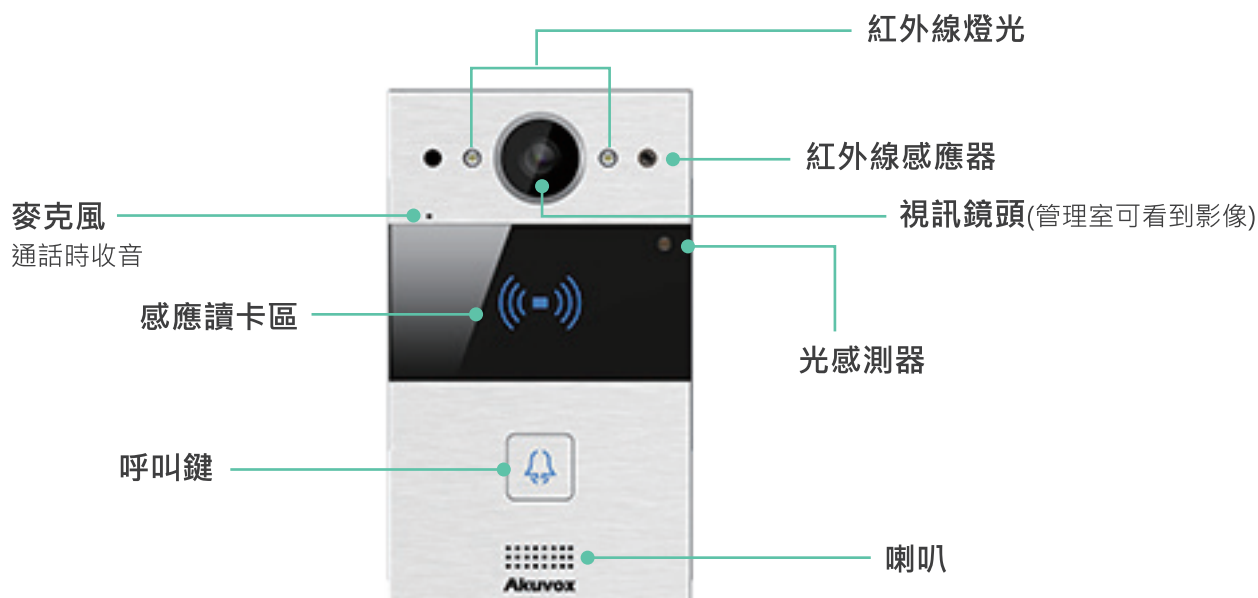 紅外線燈光
紅外線感應器
麥克風
通話時收音
視訊鏡頭(管理室可看到影像)
感應讀卡區
光感測器
呼叫鍵
喇叭
Akuvox